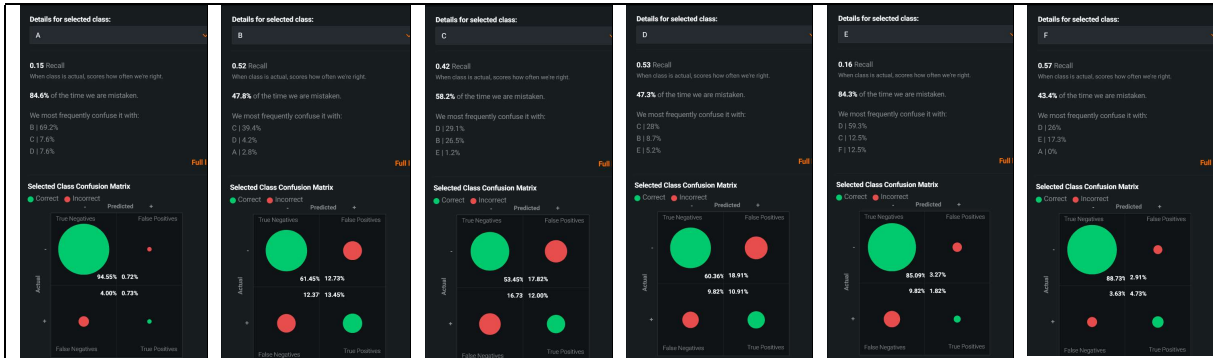 Details for selected class:
A
0.15 Recall
When class is actual, scores how often we're right.
84.6% of the time we are mistaken.
We most frequently confuse it with:
B | 69.2%
C | 7.6%
D | 7.6%
Full l
Selected Class Confusion Matrix
Correct Incorrect
- Predicted +
True Negatives False Positives
-
94.55% 0.72%
Actual
4.00% 0.73%
+
False Negatives True Positives
Details for selected class:
B
0.52 Recall
When class is actual, scores how often we're right.
47.8% of the time we are mistaken.
We most frequently confuse it with:
C | 39.4%
D | 4.2%
A | 2.8%
Full l
Selected Class Confusion Matrix
Correct Incorrect
- Predicted +
True Negatives False Positives
-
61.45% 12.73%
Actual
12.37 13.45%
+
False Negatives True Positives
Details for selected class:
C
0.42 Recall
When class is actual, scores how often we're right.
58.2% of the time we are mistaken.
We most frequently confuse it with:
D | 29.1%
B | 26.5%
E | 1.2%
Full
Selected Class Confusion Matrix
Correct Incorrect
- Predicted +
True Negatives False Positives
-
53.45% 17.82%
Actual
16.73 12.00%
+
False Negatives True Positives
Details for selected class:
D
0.53 Recall
When class is actual, scores how often we're right.
47.3% of the time we are mistaken.
We most frequently confuse it with:
C | 28%
B | 8.7%
E | 5.2%
Full l
Selected Class Confusion Matrix
Correct Incorrect
- Predicted +
True Negatives False Positives
-
60.36% 18.91%
Actual
9.82% 10.91%
+
False Negatives True Positives
Details for selected class:
E
0.16 Recall
When class is actual, scores how often we're right.
84.3% of the time we are mistaken.
We most frequently confuse it with:
D | 59.3%
C | 12.5%
F | 12.5%
Full l
Selected Class Confusion Matrix
Correct Incorrect
- Predicted +
True Negatives False Positives
-
85.09% 3.27%
Actual
9.82% 1.82%
+
False Negatives True Positives
Details for selected class:
F
0.57 Recall
When class is actual, scores how often we're right.
43.4% of the time we are mistaken.
We most frequently confuse it with:
D | 26%
E | 17.3%
A | 0%
Full l
Selected Class Confusion Matrix
Correct Incorrect
- Predicted +
True Negatives False Positives
-
88.73% 2.91%
Actual
3.63% 4.73%
+
False Negatives True Positives